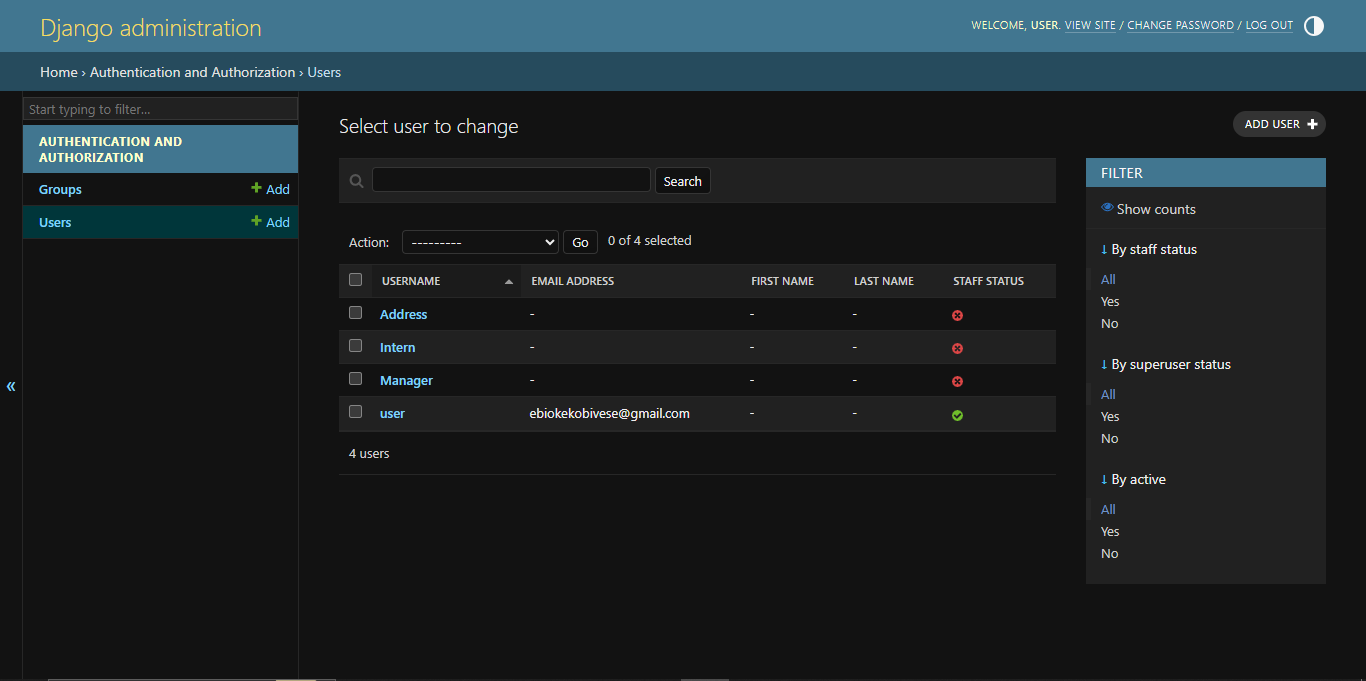 Django administration
WELCOME, USER. VIEW SITE / CHANGE PASSWORD / LOG OUT
Home › Authentication and Authorization › Users
Start typing to filter...
AUTHENTICATION AND
AUTHORIZATION
Groups + Add
Users + Add
«
Select user to change
ADD USER +
Search
Action: --------- Go 0 of 4 selected
USERNAME EMAIL ADDRESS FIRST NAME LAST NAME STAFF STATUS
Address - - -
Intern - - -
Manager - - -
user ebiokekobivese@gmail.com - -
4 users
FILTER
Show counts
↓ By staff status
All
Yes
No
↓ By superuser status
All
Yes
No
↓ By active
All
Yes
No